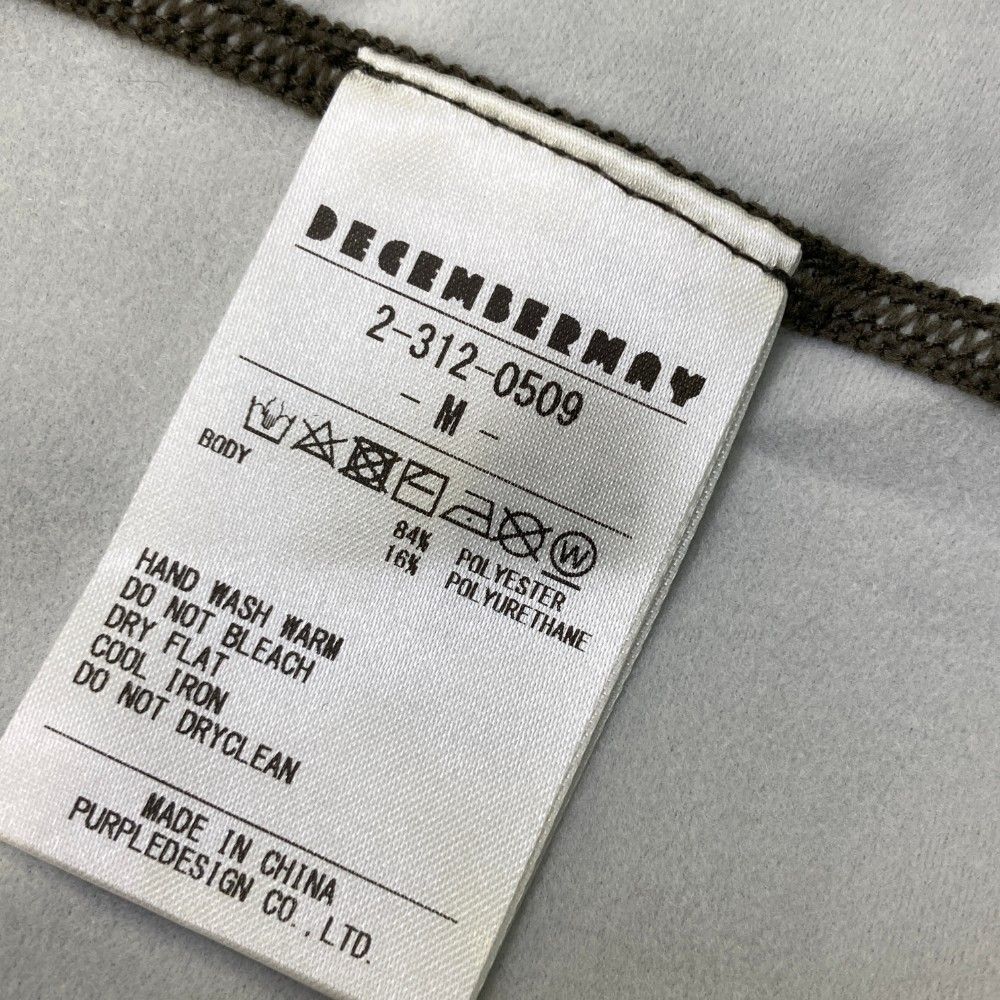 DECEMBERMAY
2-312-0509
- M -
W
BODY
84% POLYESTER
16% POLYURETHANE
HAND WASH WARM
DO NOT BLEACH
DRY FLAT
COOL IRON
DO NOT DRYCLEAN
MADE IN CHINA
PURPLEDESIGN CO.,LTD.